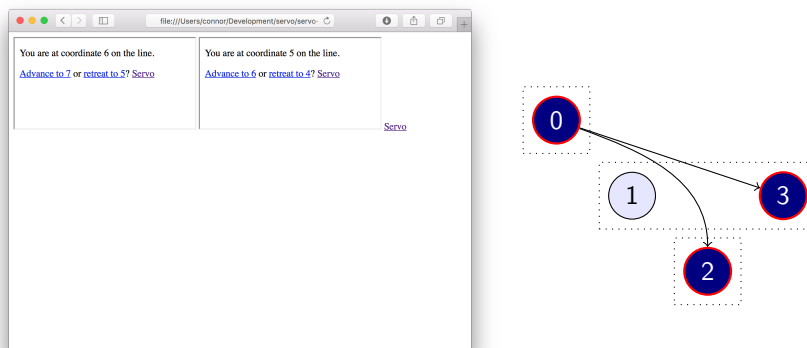 file:///Users/connor/Development/servo/servo-
You are at coordinate 6 on the line.
Advance to 7 or retreat to 5? Servo
You are at coordinate 5 on the line.
Advance to 6 or retreat to 4? Servo
Servo
0
1
3
2